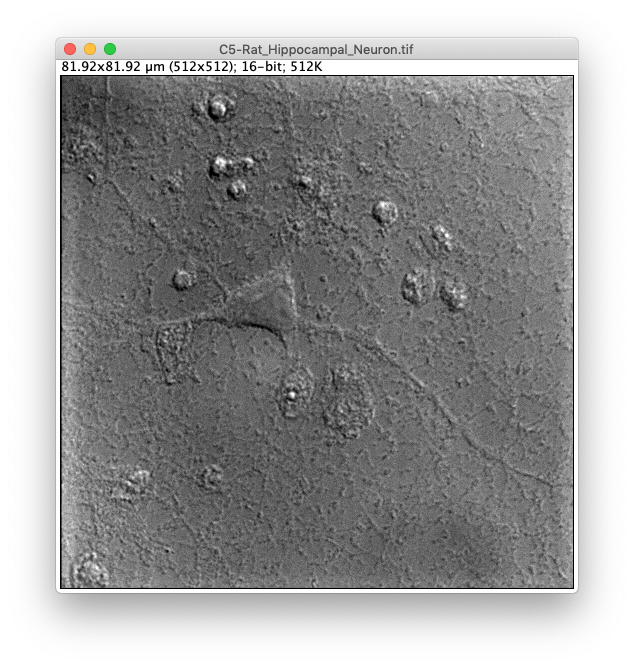 C5-Rat_Hippocampal_Neuron.tif
81.92x81.92 µm (512x512); 16-bit; 512K